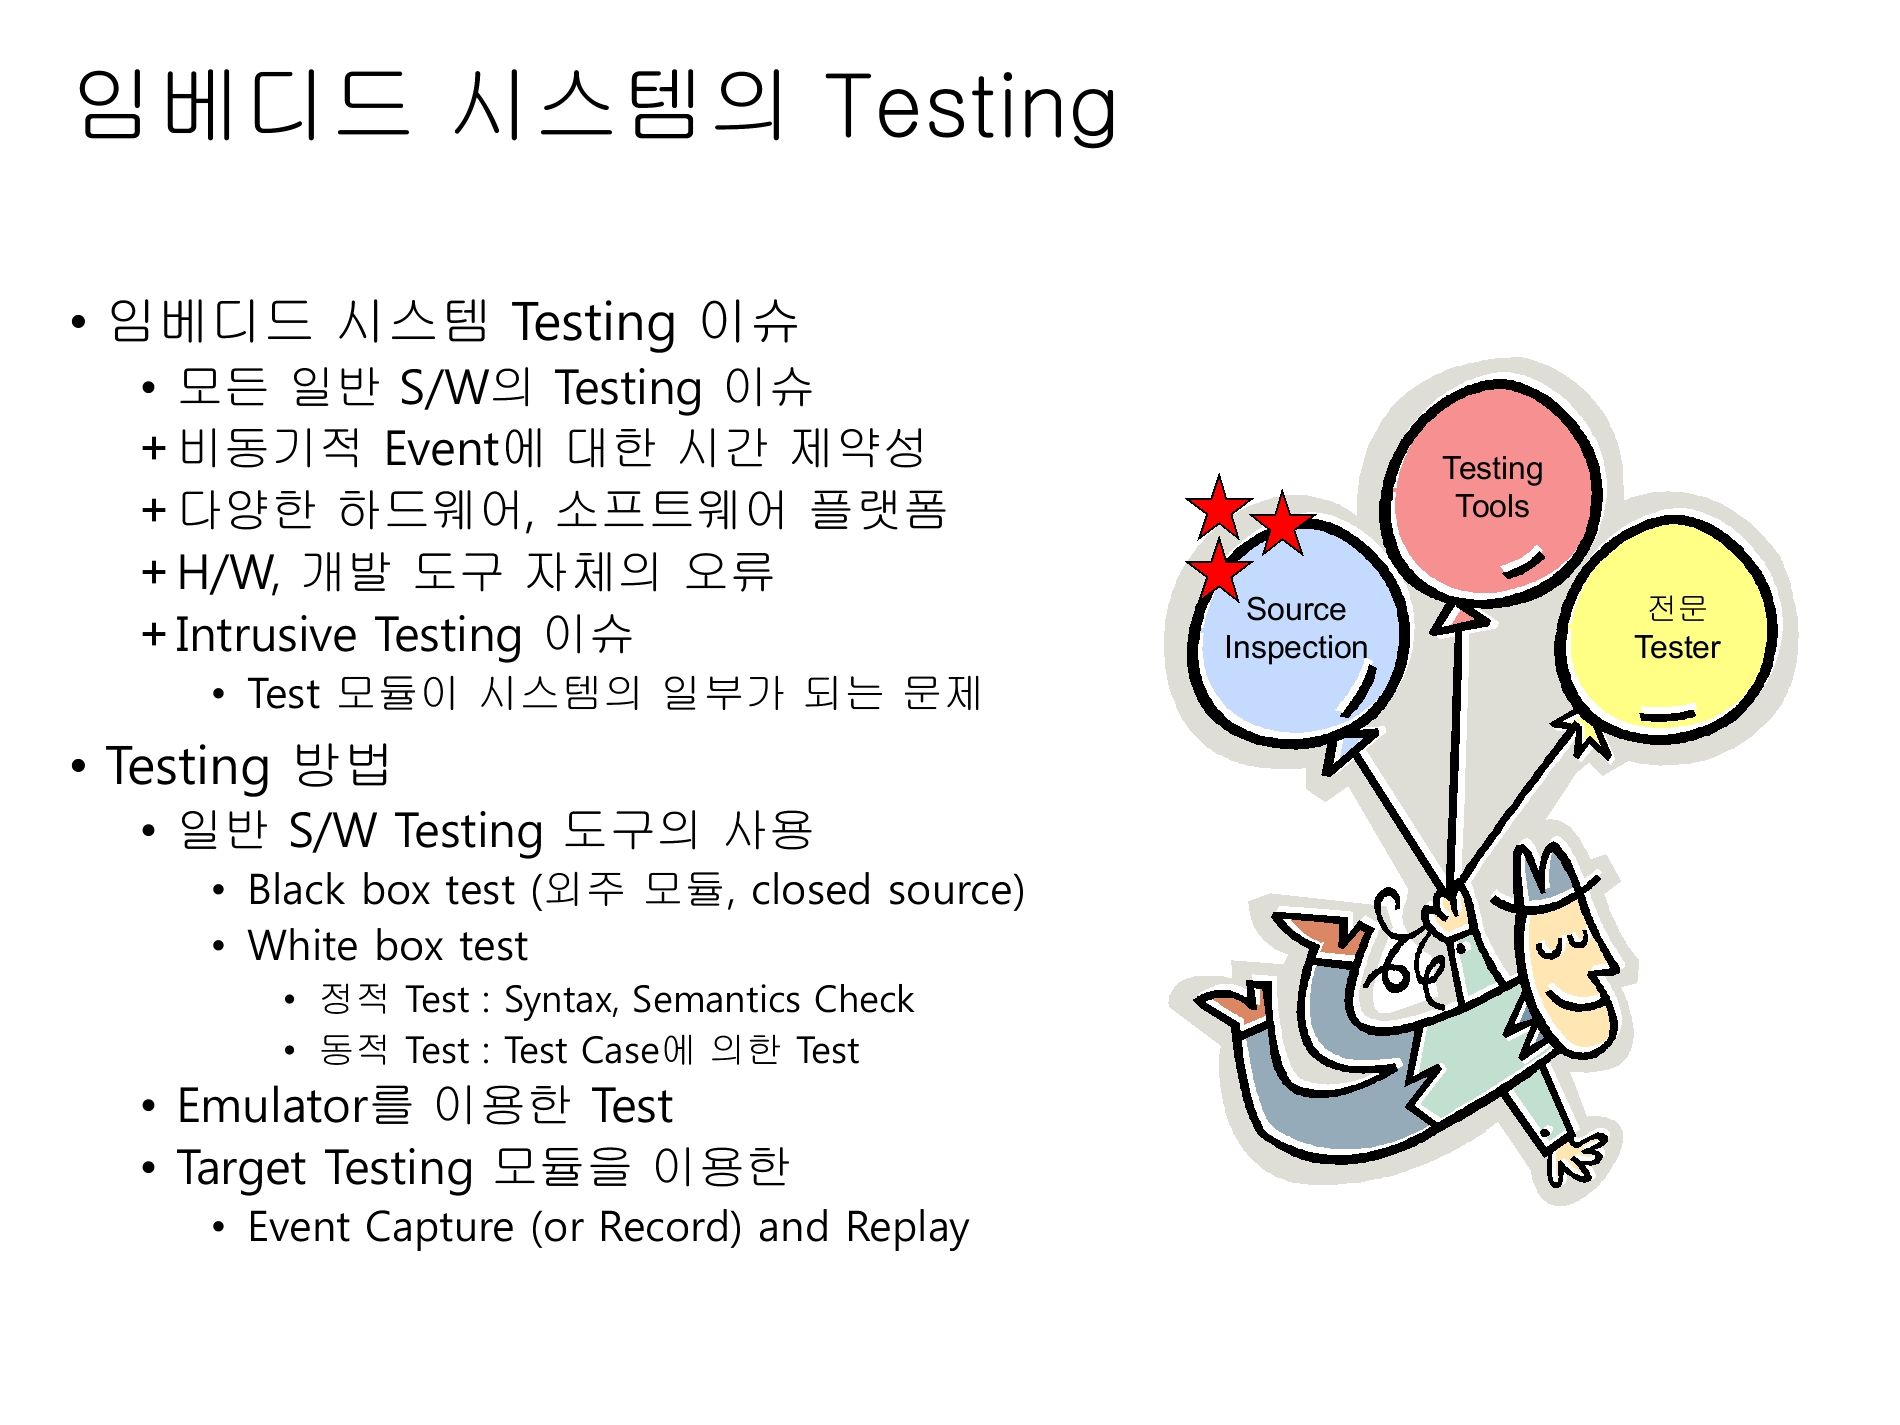 임베디드 시스템의 Testing
• 임베디드 시스템 Testing 이슈
• 모든 일반 S/W의 Testing 이슈
+ 비동기적 Event에 대한 시간 제약성
+ 다양한 하드웨어, 소프트웨어 플랫폼
+ H/W, 개발 도구 자체의 오류
+ Intrusive Testing 이슈
• Test 모듈이 시스템의 일부가 되는 문제
• Testing 방법
• 일반 S/W Testing 도구의 사용
• Black box test (외주 모듈, closed source)
• White box test
• 정적 Test : Syntax, Semantics Check
• 동적 Test : Test Case에 의한 Test
• Emulator를 이용한 Test
• Target Testing 모듈을 이용한
• Event Capture (or Record) and Replay
Testing
Tools
Source
Inspection
전문
Tester